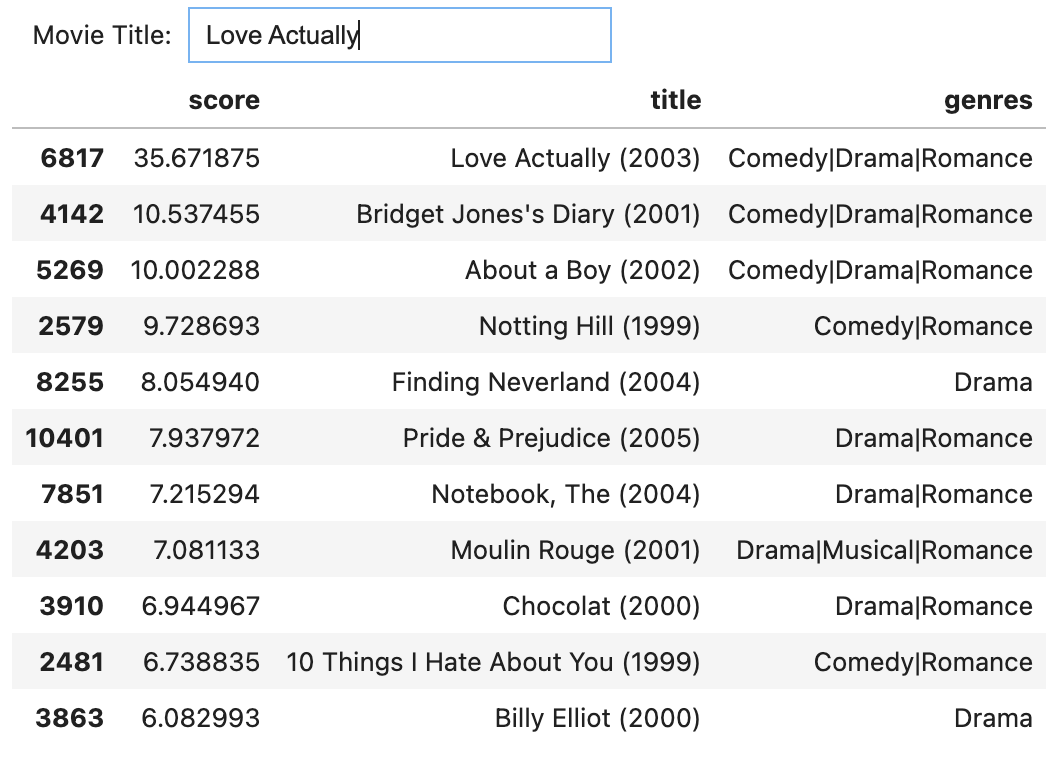 Movie Title: Love Actually
score title genres
6817 35.671875 Love Actually (2003) Comedy|Drama|Romance
4142 10.537455 Bridget Jones's Diary (2001) Comedy|Drama|Romance
5269 10.002288 About a Boy (2002) Comedy|Drama|Romance
2579 9.728693 Notting Hill (1999) Comedy|Romance
8255 8.054940 Finding Neverland (2004) Drama
10401 7.937972 Pride & Prejudice (2005) Drama|Romance
7851 7.215294 Notebook, The (2004) Drama|Romance
4203 7.081133 Moulin Rouge (2001) Drama|Musical|Romance
3910 6.944967 Chocolat (2000) Drama|Romance
2481 6.738835 10 Things I Hate About You (1999) Comedy|Romance
3863 6.082993 Billy Elliot (2000) Drama